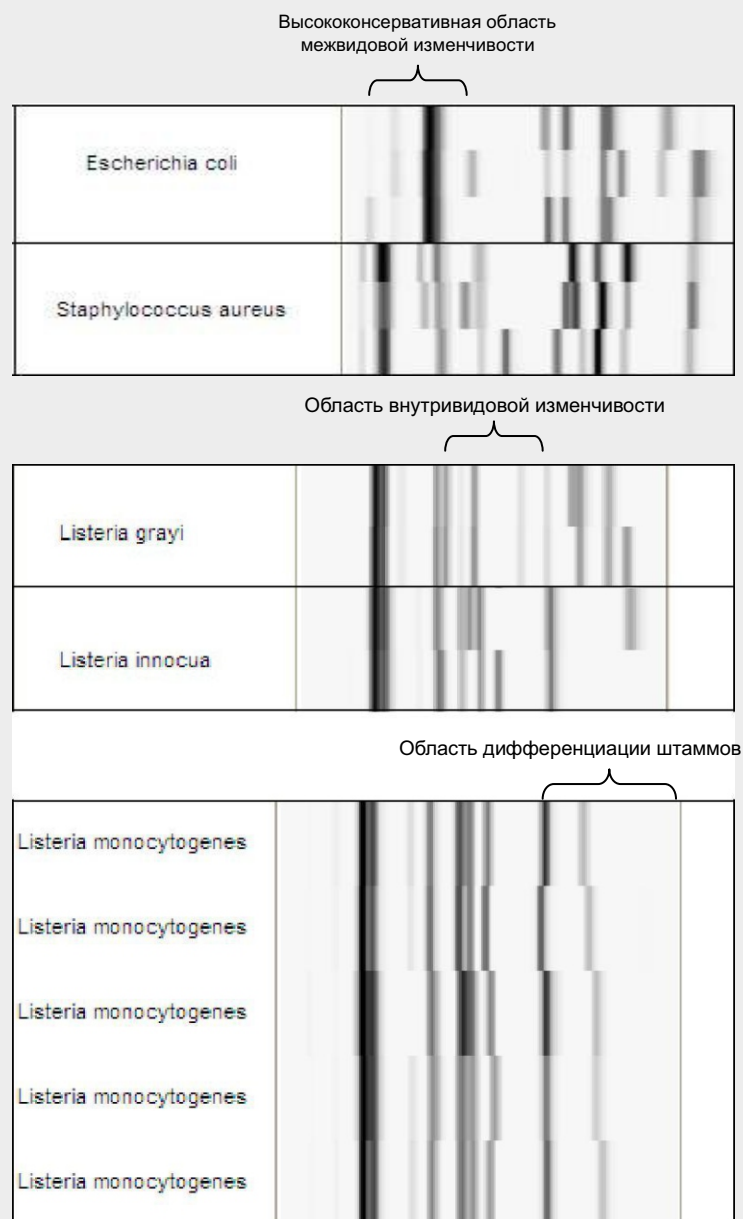 Высококонсервативная область
межвидовой изменчивости
Escherichia coli
Staphylococcus aureus
Область внутривидовой изменчивости
Listeria grayi
Listeria innocua
Область дифференциации штаммов
Listeria monocytogenes
Listeria monocytogenes
Listeria monocytogenes
Listeria monocytogenes
Listeria monocytogenes